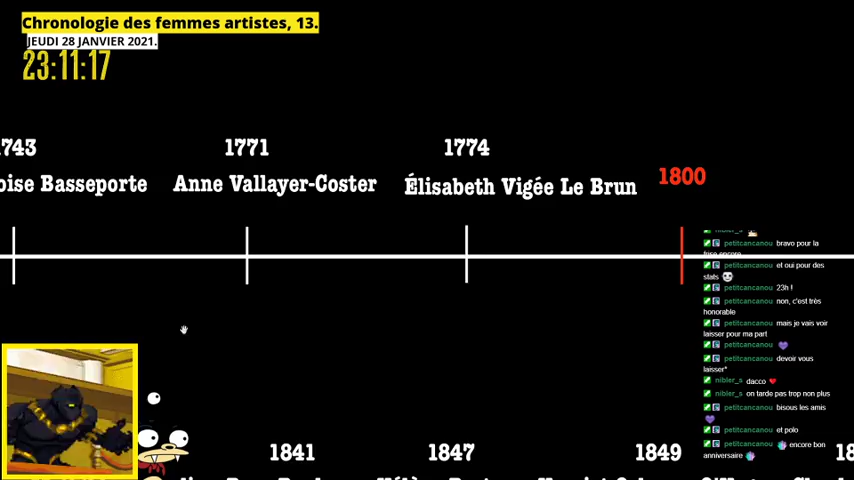 Chronologie des femmes artistes, 13.
JEUDI 28 JANVIER 2021.
23:11:17
1743
1771
1774
1800
oise Basseporte
Anne Vallayer-Coster
Élisabeth Vigée Le Brun
petitcancanou bravo pour la
frise encore
petitcancanou et oui pour des
stats
petitcancanou 23h !
petitcancanou non, c'est très
honorable
petitcancanou mais je vais voir
laisser pour ma part
petitcancanou
petitcancanou devoir vous
laisser*
nibler_s dacco
nibler_s on tarde pas trop non plus
petitcancanou bisous les amis
petitcancanou et polo
petitcancanou encore bon
anniversaire
1841
1847
1849
18